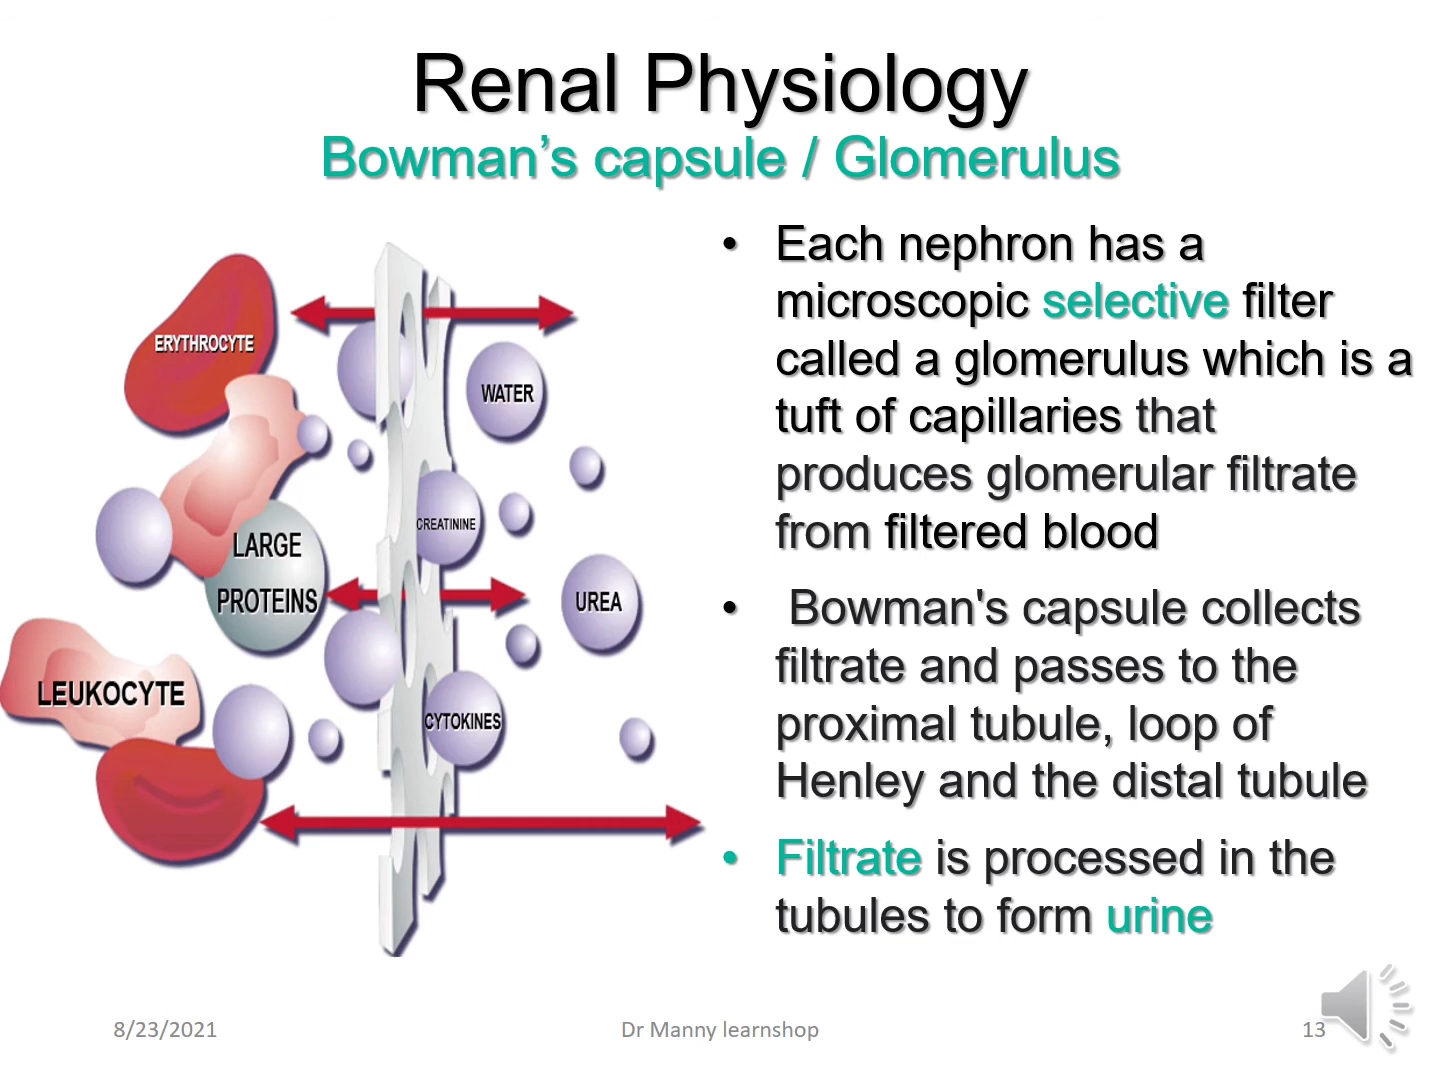 Renal Physiology
Bowman’s capsule / Glomerulus
ERYTHROCYTE
WATER
CREATININE
LARGE
PROTEINS
UREA
LEUKOCYTE
CYTOKINES
• Each nephron has a
microscopic selective filter
called a glomerulus which is a
tuft of capillaries that
produces glomerular filtrate
from filtered blood
• Bowman's capsule collects
filtrate and passes to the
proximal tubule, loop of
Henley and the distal tubule
• Filtrate is processed in the
tubules to form urine
8/23/2021
Dr Manny learnshop
13